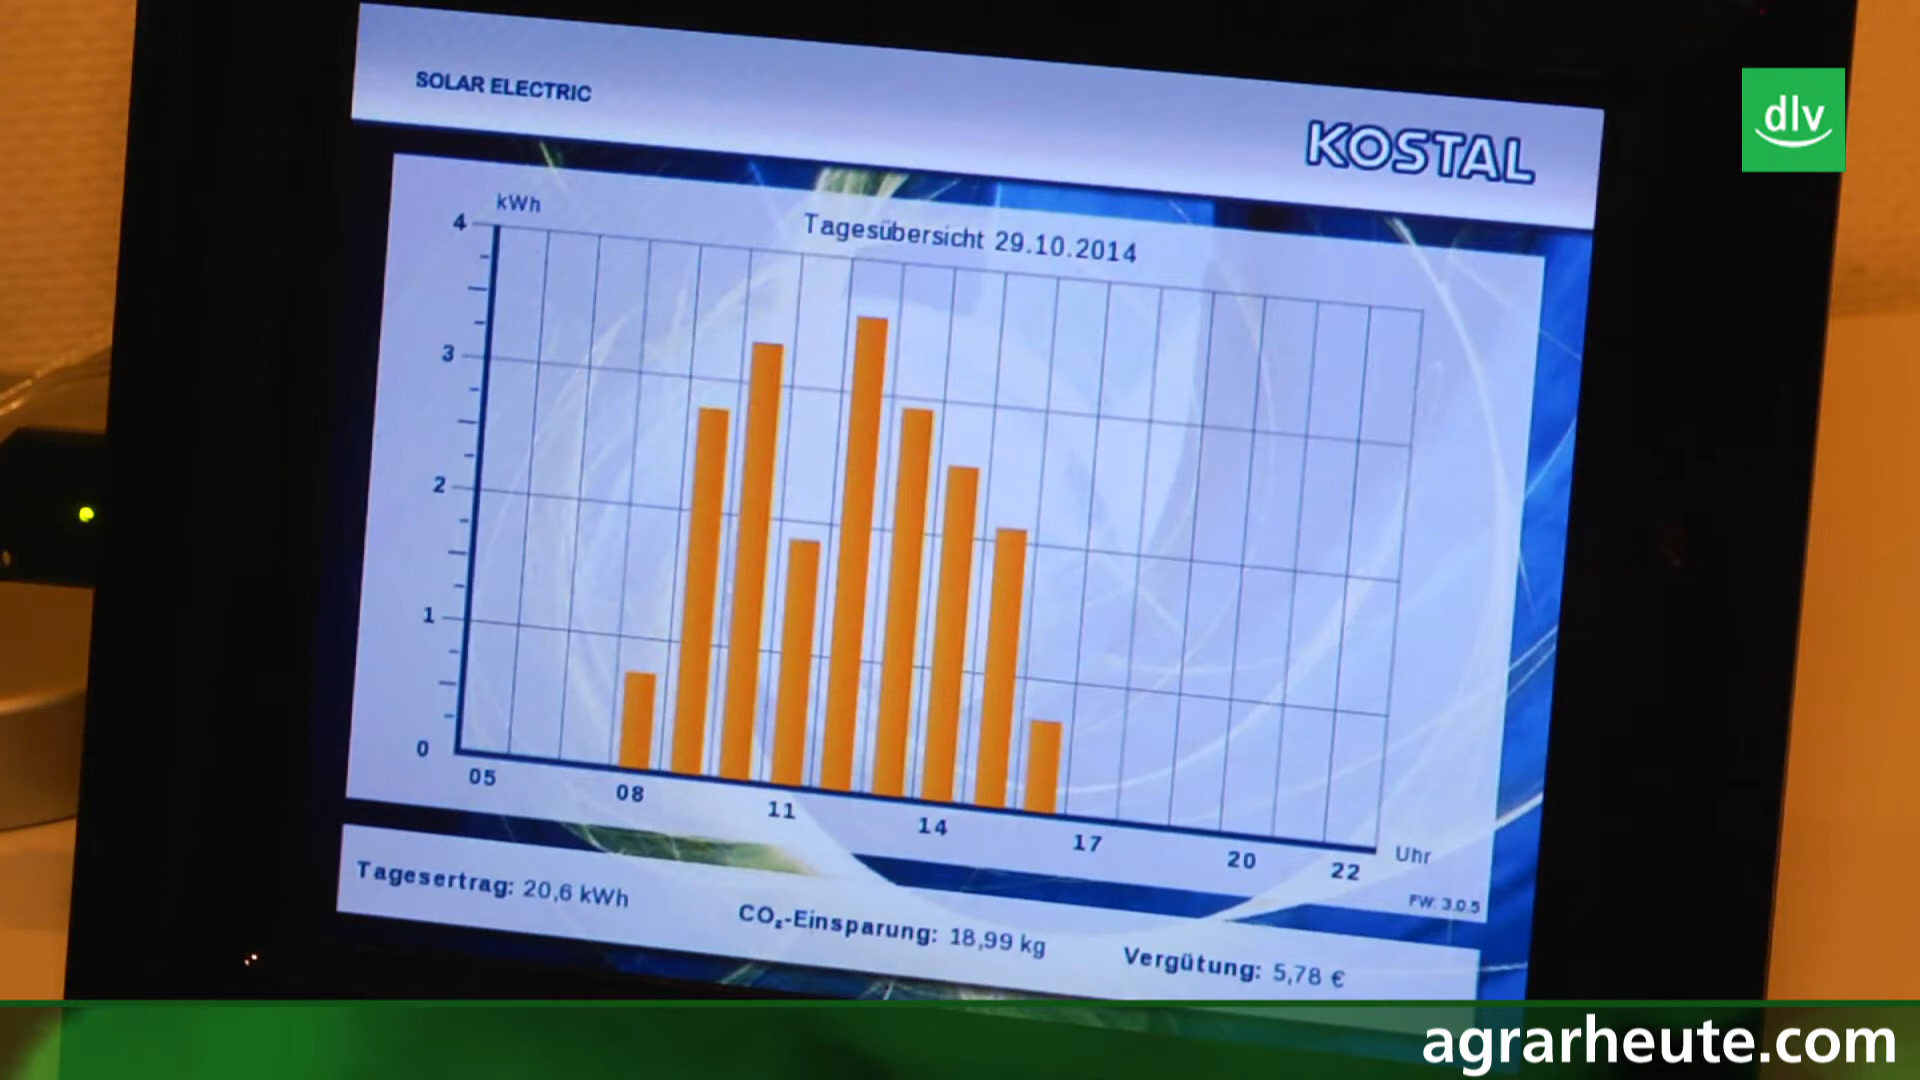 SOLAR ELECTRIC
KOSTAL
dlv
kWh
Tagesübersicht 29.10.2014
4
3
2
1
0
05 08 11 14 17 20 22 Uhr
FW: 3.0.5
Tagesertrag: 20,6 kWh CO₂-Einsparung: 18,99 kg Vergütung: 5,78 €
agrarheute.com